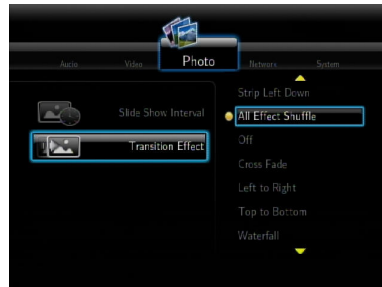 Audio Video Photo Network System
Slide Show Interval
Transition Effect
Strip Left Down
All Effect Shuffle
Off
Cross Fade
Left to Right
Top to Bottom
Waterfall